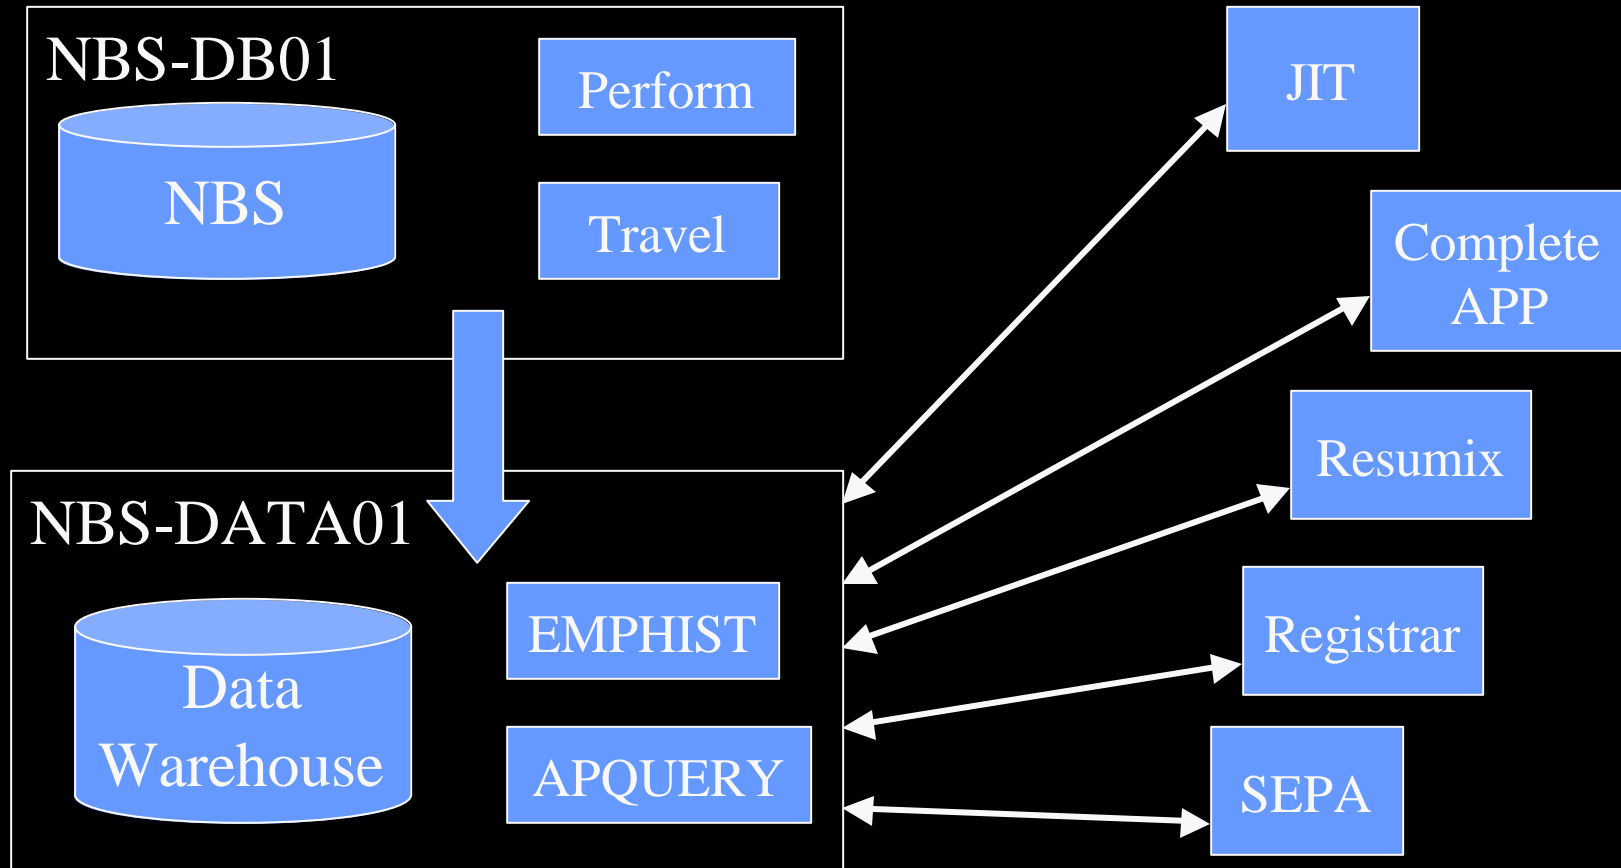 NBS-DB01
NBS
Perform
Travel
JIT
Complete
APP
Resumix
Registrar
SEPA
NBS-DATA01
Data
Warehouse
EMPHIST
APQUERY